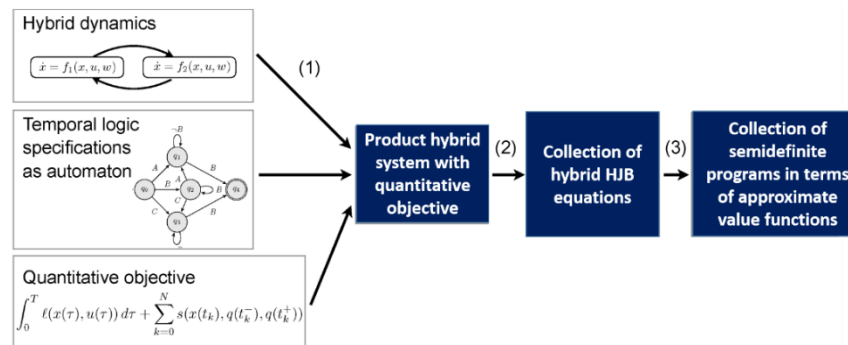 Hybrid dynamics
ẋ = f₁(x, u, w)
ẋ = f₂(x, u, w)
(1)
Temporal logic
specifications
as automaton
¬B
q₁
A
B
q₀
B
A
q₂
B
q₄
C
C
q₃
B
Quantitative objective
∫₀ᵀ ℓ(x(τ), u(τ)) dτ + ∑ₖ₌₀ᴺ s(x(tₖ), q(tₖ⁻), q(tₖ⁺))
Product hybrid
system with
quantitative
objective
(2)
Collection of
hybrid HJB
equations
(3)
Collection of
semidefinite
programs in terms
of approximate
value functions